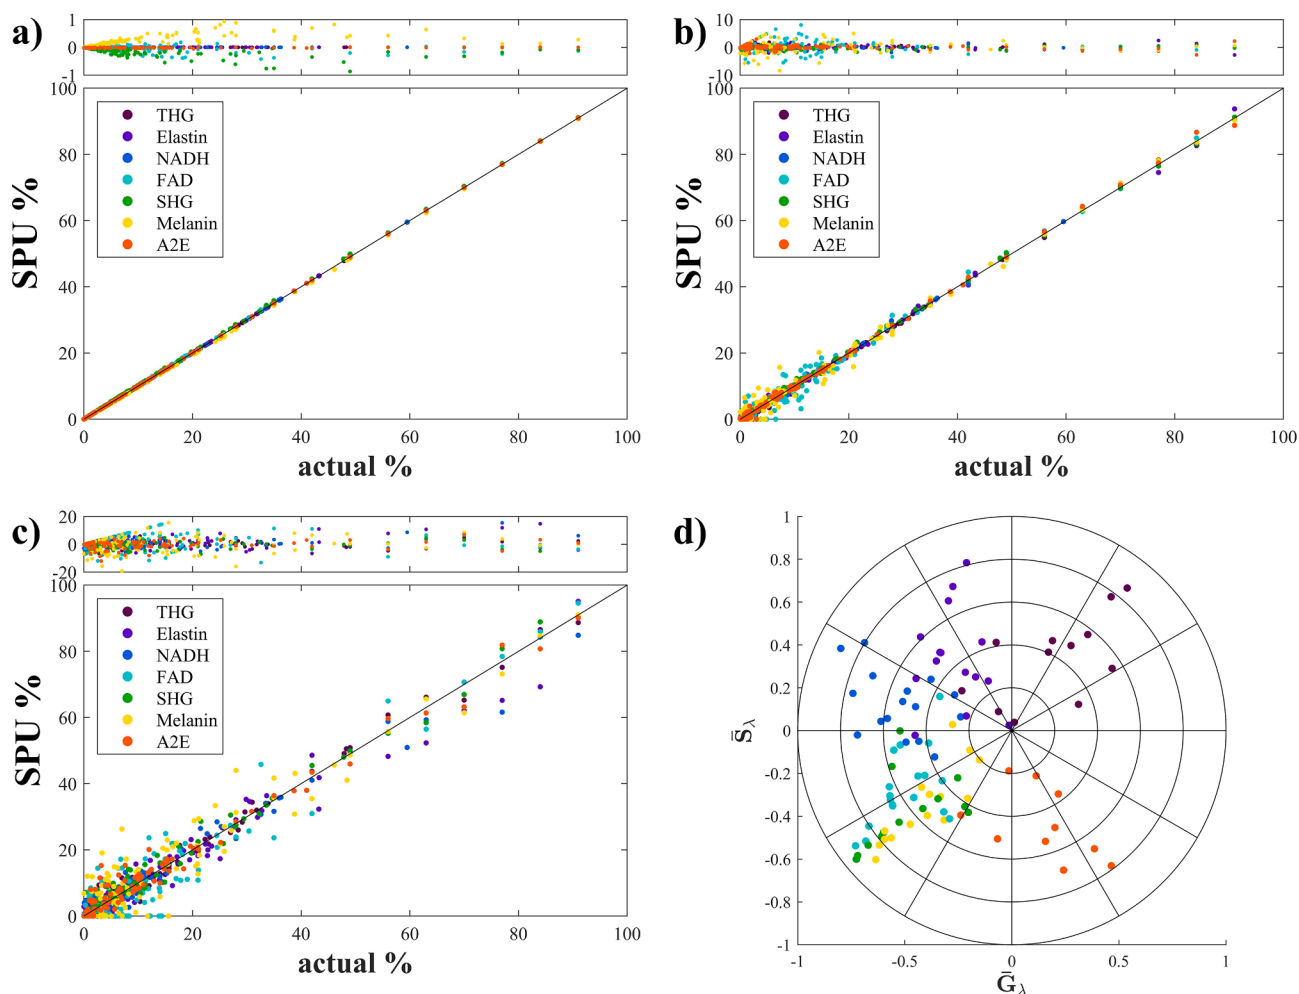 a)
1
0
-1
100
80
60
40
20
0
SPU %
THG
Elastin
NADH
FAD
SHG
Melanin
A2E
0 20 40 60 80 100
actual %
b)
10
0
-10
100
80
60
40
20
0
SPU %
THG
Elastin
NADH
FAD
SHG
Melanin
A2E
0 20 40 60 80 100
actual %
c)
20
0
-20
100
80
60
40
20
0
SPU %
THG
Elastin
NADH
FAD
SHG
Melanin
A2E
0 20 40 60 80 100
actual %
d)
1
0.8
0.6
0.4
0.2
0
-0.2
-0.4
-0.6
-0.8
-1
S̄λ
-1 -0.5 0 0.5 1
Ḡλ